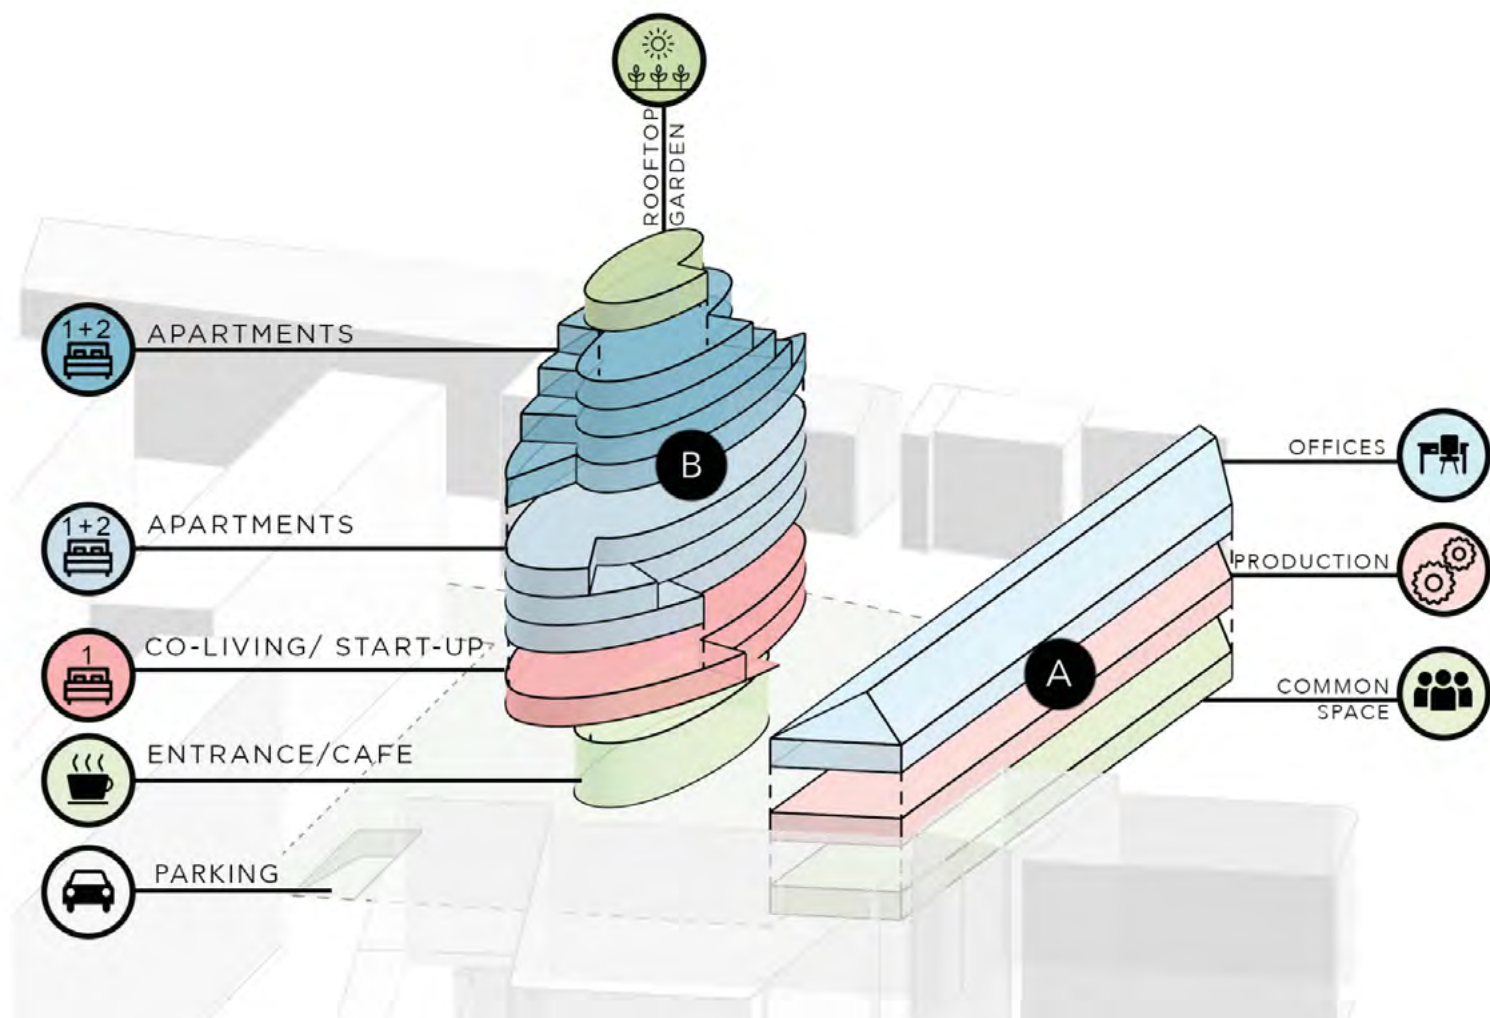 ROOFTOP
GARDEN
1+2
APARTMENTS
B
OFFICES
1+2
APARTMENTS
PRODUCTION
1
CO-LIVING/ START-UP
A
COMMON
SPACE
ENTRANCE/CAFE
PARKING